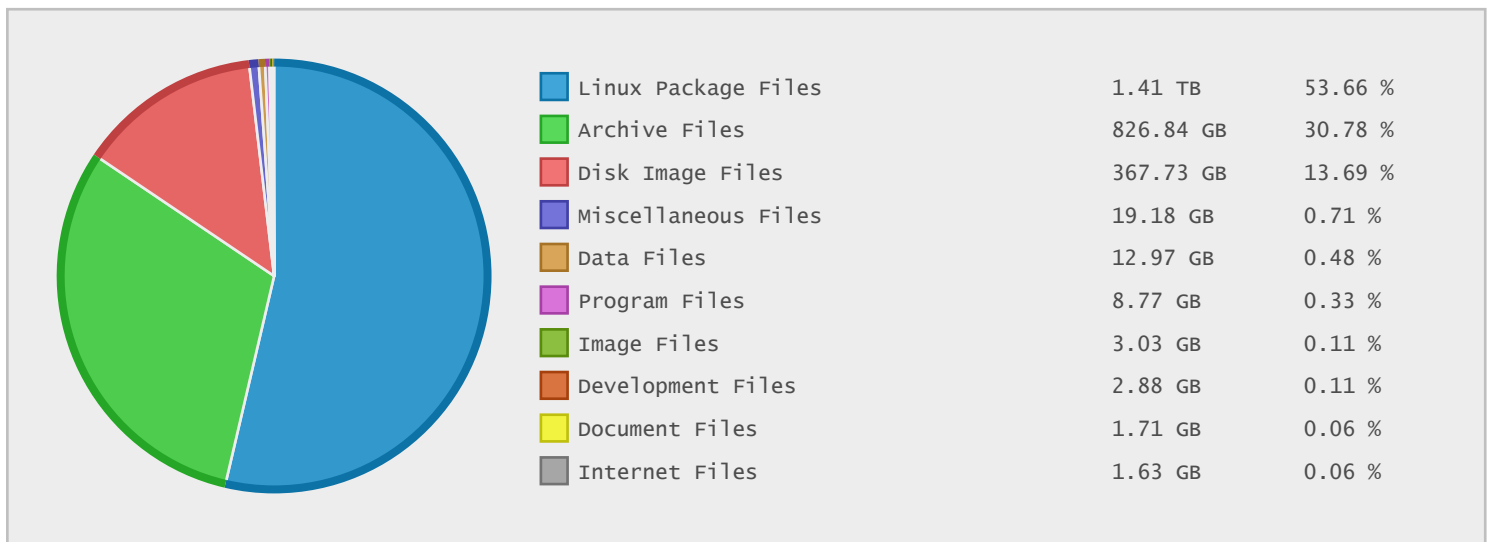 Linux Package Files 1.41 TB 53.66 %
Archive Files 826.84 GB 30.78 %
Disk Image Files 367.73 GB 13.69 %
Miscellaneous Files 19.18 GB 0.71 %
Data Files 12.97 GB 0.48 %
Program Files 8.77 GB 0.33 %
Image Files 3.03 GB 0.11 %
Development Files 2.88 GB 0.11 %
Document Files 1.71 GB 0.06 %
Internet Files 1.63 GB 0.06 %